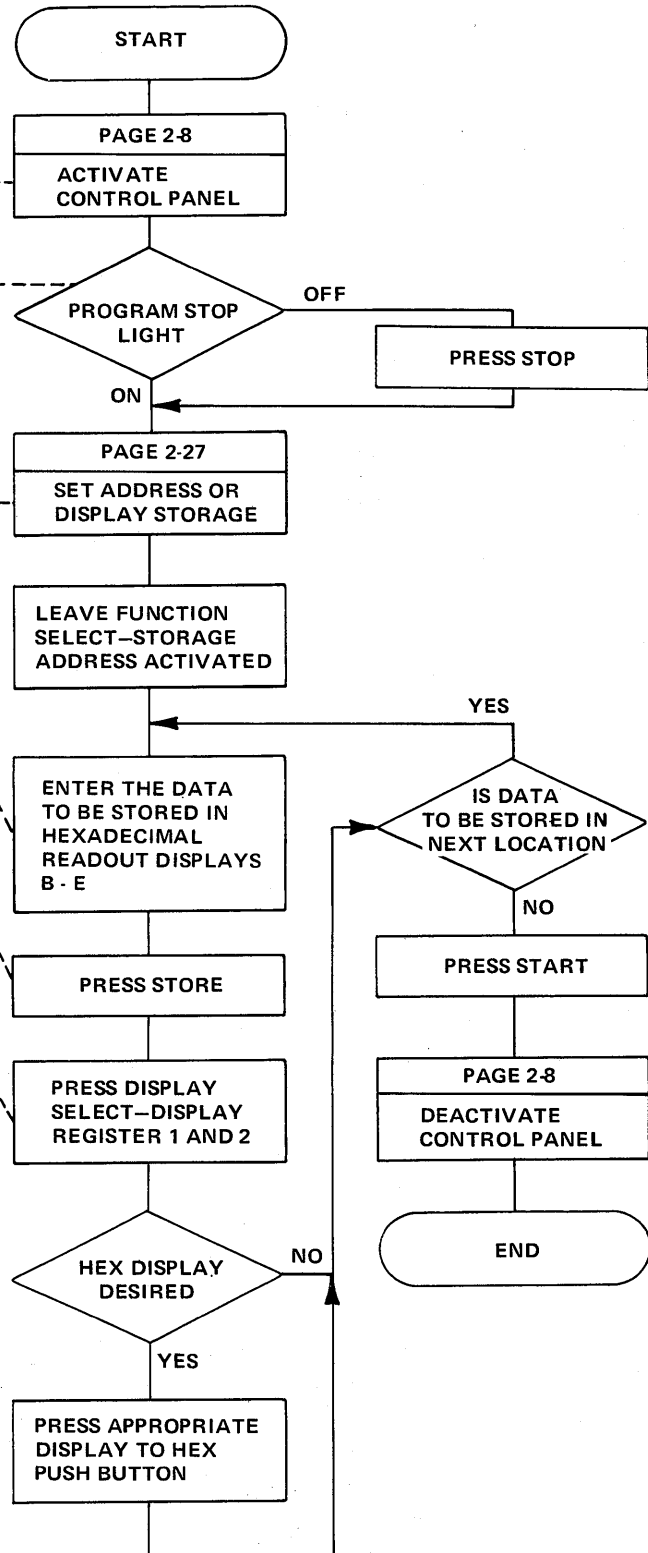 START
PAGE 2-8
ACTIVATE
CONTROL PANEL
PROGRAM STOP
LIGHT
OFF
PRESS STOP
ON
PAGE 2-27
SET ADDRESS OR
DISPLAY STORAGE
LEAVE FUNCTION
SELECT–STORAGE
ADDRESS ACTIVATED
ENTER THE DATA
TO BE STORED IN
HEXADECIMAL
READOUT DISPLAYS
B - E
PRESS STORE
PRESS DISPLAY
SELECT–DISPLAY
REGISTER 1 AND 2
HEX DISPLAY
DESIRED
NO
YES
PRESS APPROPRIATE
DISPLAY TO HEX
PUSH BUTTON
YES
IS DATA
TO BE STORED IN
NEXT LOCATION
NO
PRESS START
PAGE 2-8
DEACTIVATE
CONTROL PANEL
END